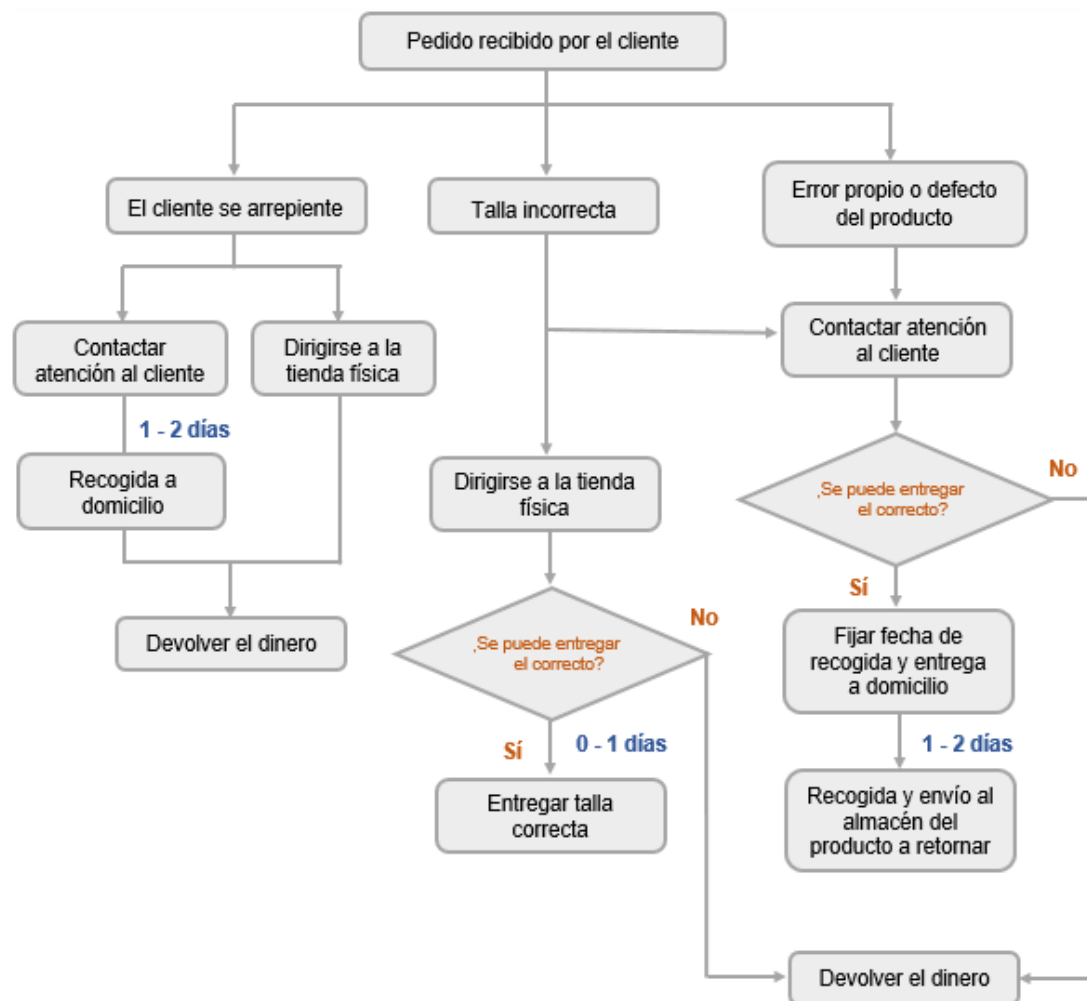 Pedido recibido por el cliente
El cliente se arrepiente
Talla incorrecta
Error propio o defecto
del producto
Contactar
atención al cliente
Dirigirse a la
tienda física
Contactar atención
al cliente
1 - 2 días
Recogida a
domicilio
Dirigirse a la tienda
física
,Se puede entregar
el correcto?
No
Sí
Devolver el dinero
,Se puede entregar
el correcto?
No
Fijar fecha de
recogida y entrega
a domicilio
Sí
0 - 1 días
1 - 2 días
Entregar talla
correcta
Recogida y envío al
almacén del
producto a retornar
Devolver el dinero